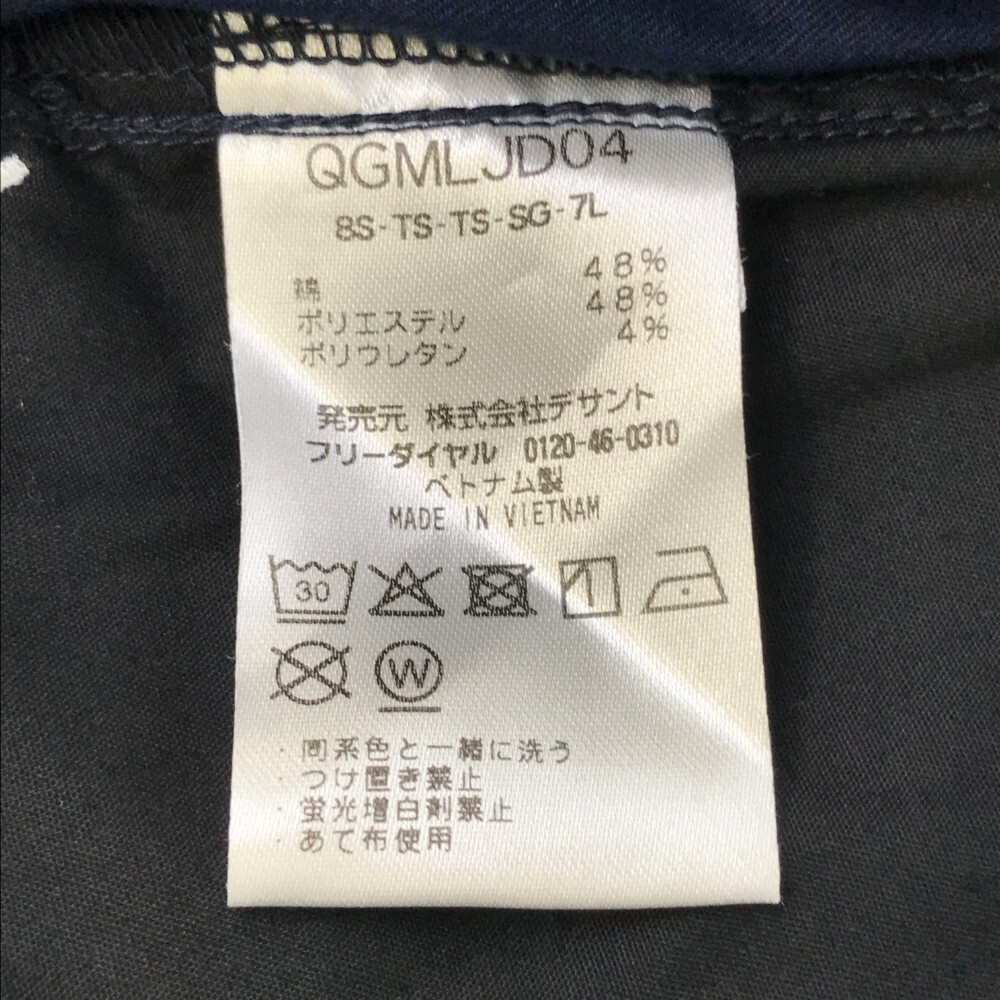 QGMLJD04
8S-TS-TS-SG-7L
綿 48%
ポリエステル 48%
ポリウレタン 4%
発売元 株式会社デサント
フリーダイヤル 0120-46-0310
ベトナム製
MADE IN VIETNAM
30
W
・同系色と一緒に洗う
・つけ置き禁止
・蛍光増白剤禁止
・あて布使用